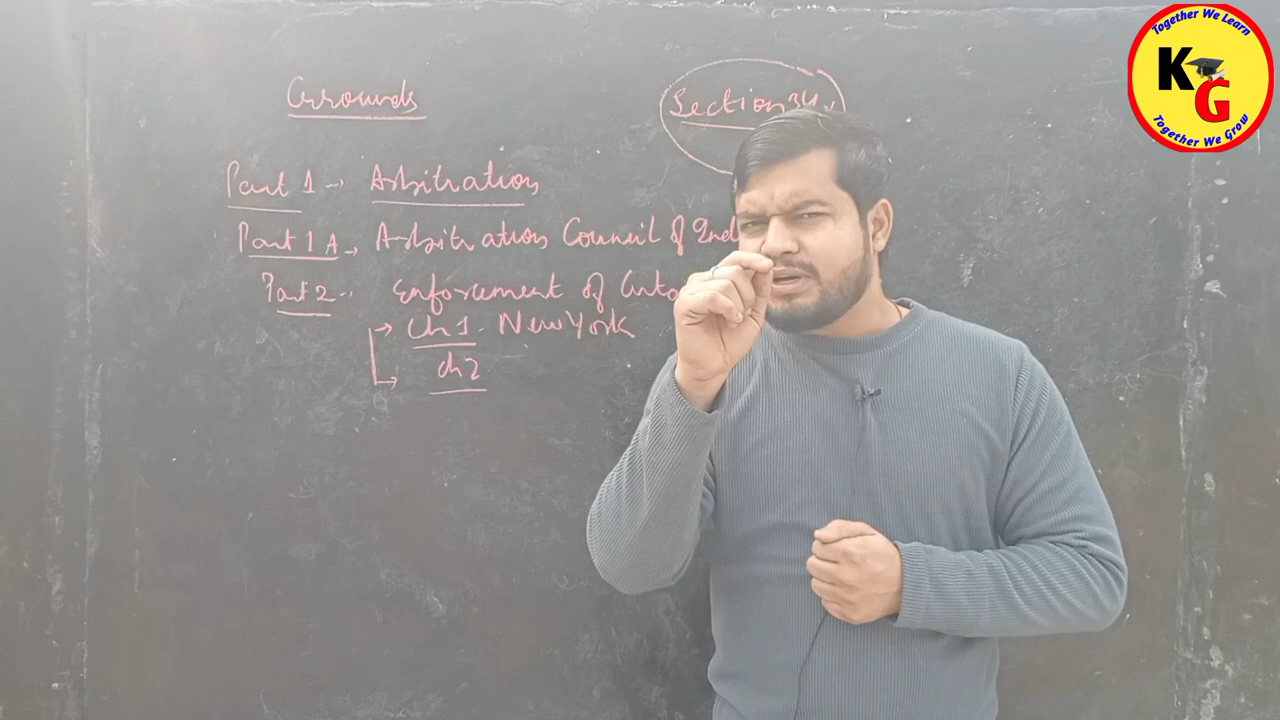 Grounds
Section 34
Part 1 → Arbitration
Part 1 A → Arbitration Council of Ind
Part 2 → Enforcement of
→ Ch 1 - New York
→ ch 2
Together We Learn
KG
Together We Grow